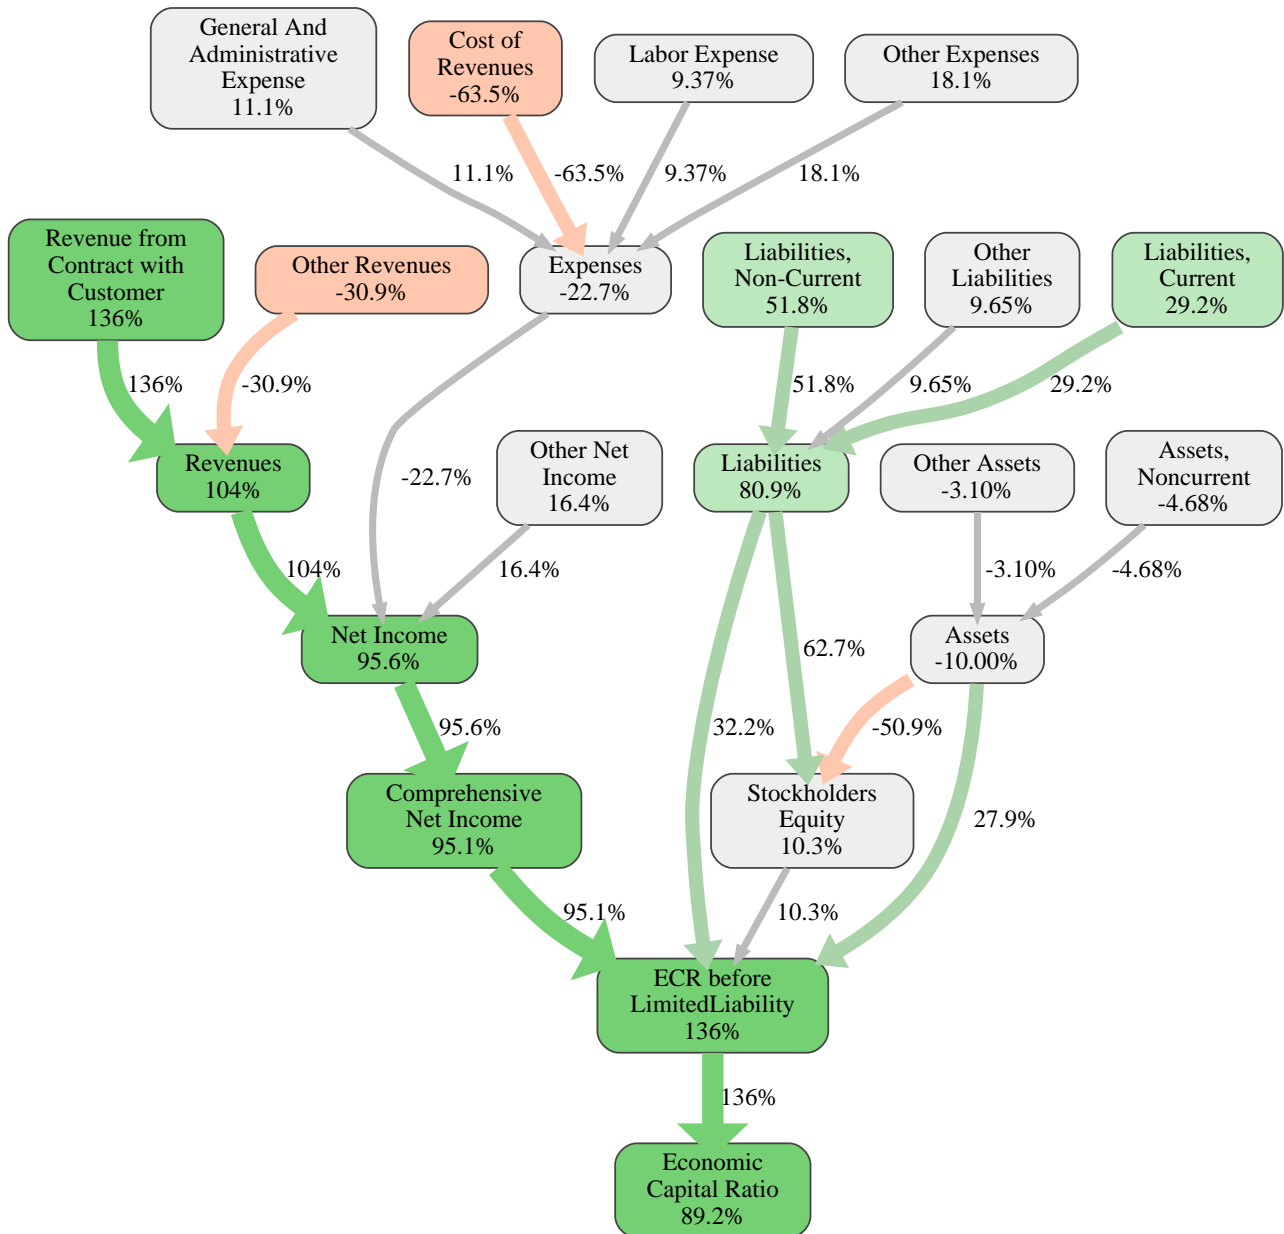 General And
Administrative
Expense
11.1%
Cost of
Revenues
-63.5%
Labor Expense
9.37%
Other Expenses
18.1%
11.1%
-63.5%
9.37%
18.1%
Revenue from
Contract with
Customer
136%
Other Revenues
-30.9%
Expenses
-22.7%
Liabilities,
Non-Current
51.8%
Other
Liabilities
9.65%
Liabilities,
Current
29.2%
136%
-30.9%
51.8%
9.65%
29.2%
Revenues
104%
-22.7%
Other Net
Income
16.4%
Liabilities
80.9%
Other Assets
-3.10%
Assets,
Noncurrent
-4.68%
104%
16.4%
-3.10%
-4.68%
Net Income
95.6%
62.7%
Assets
-10.00%
95.6%
32.2%
-50.9%
Comprehensive
Net Income
95.1%
Stockholders
Equity
10.3%
27.9%
95.1%
10.3%
ECR before
LimitedLiability
136%
136%
Economic
Capital Ratio
89.2%